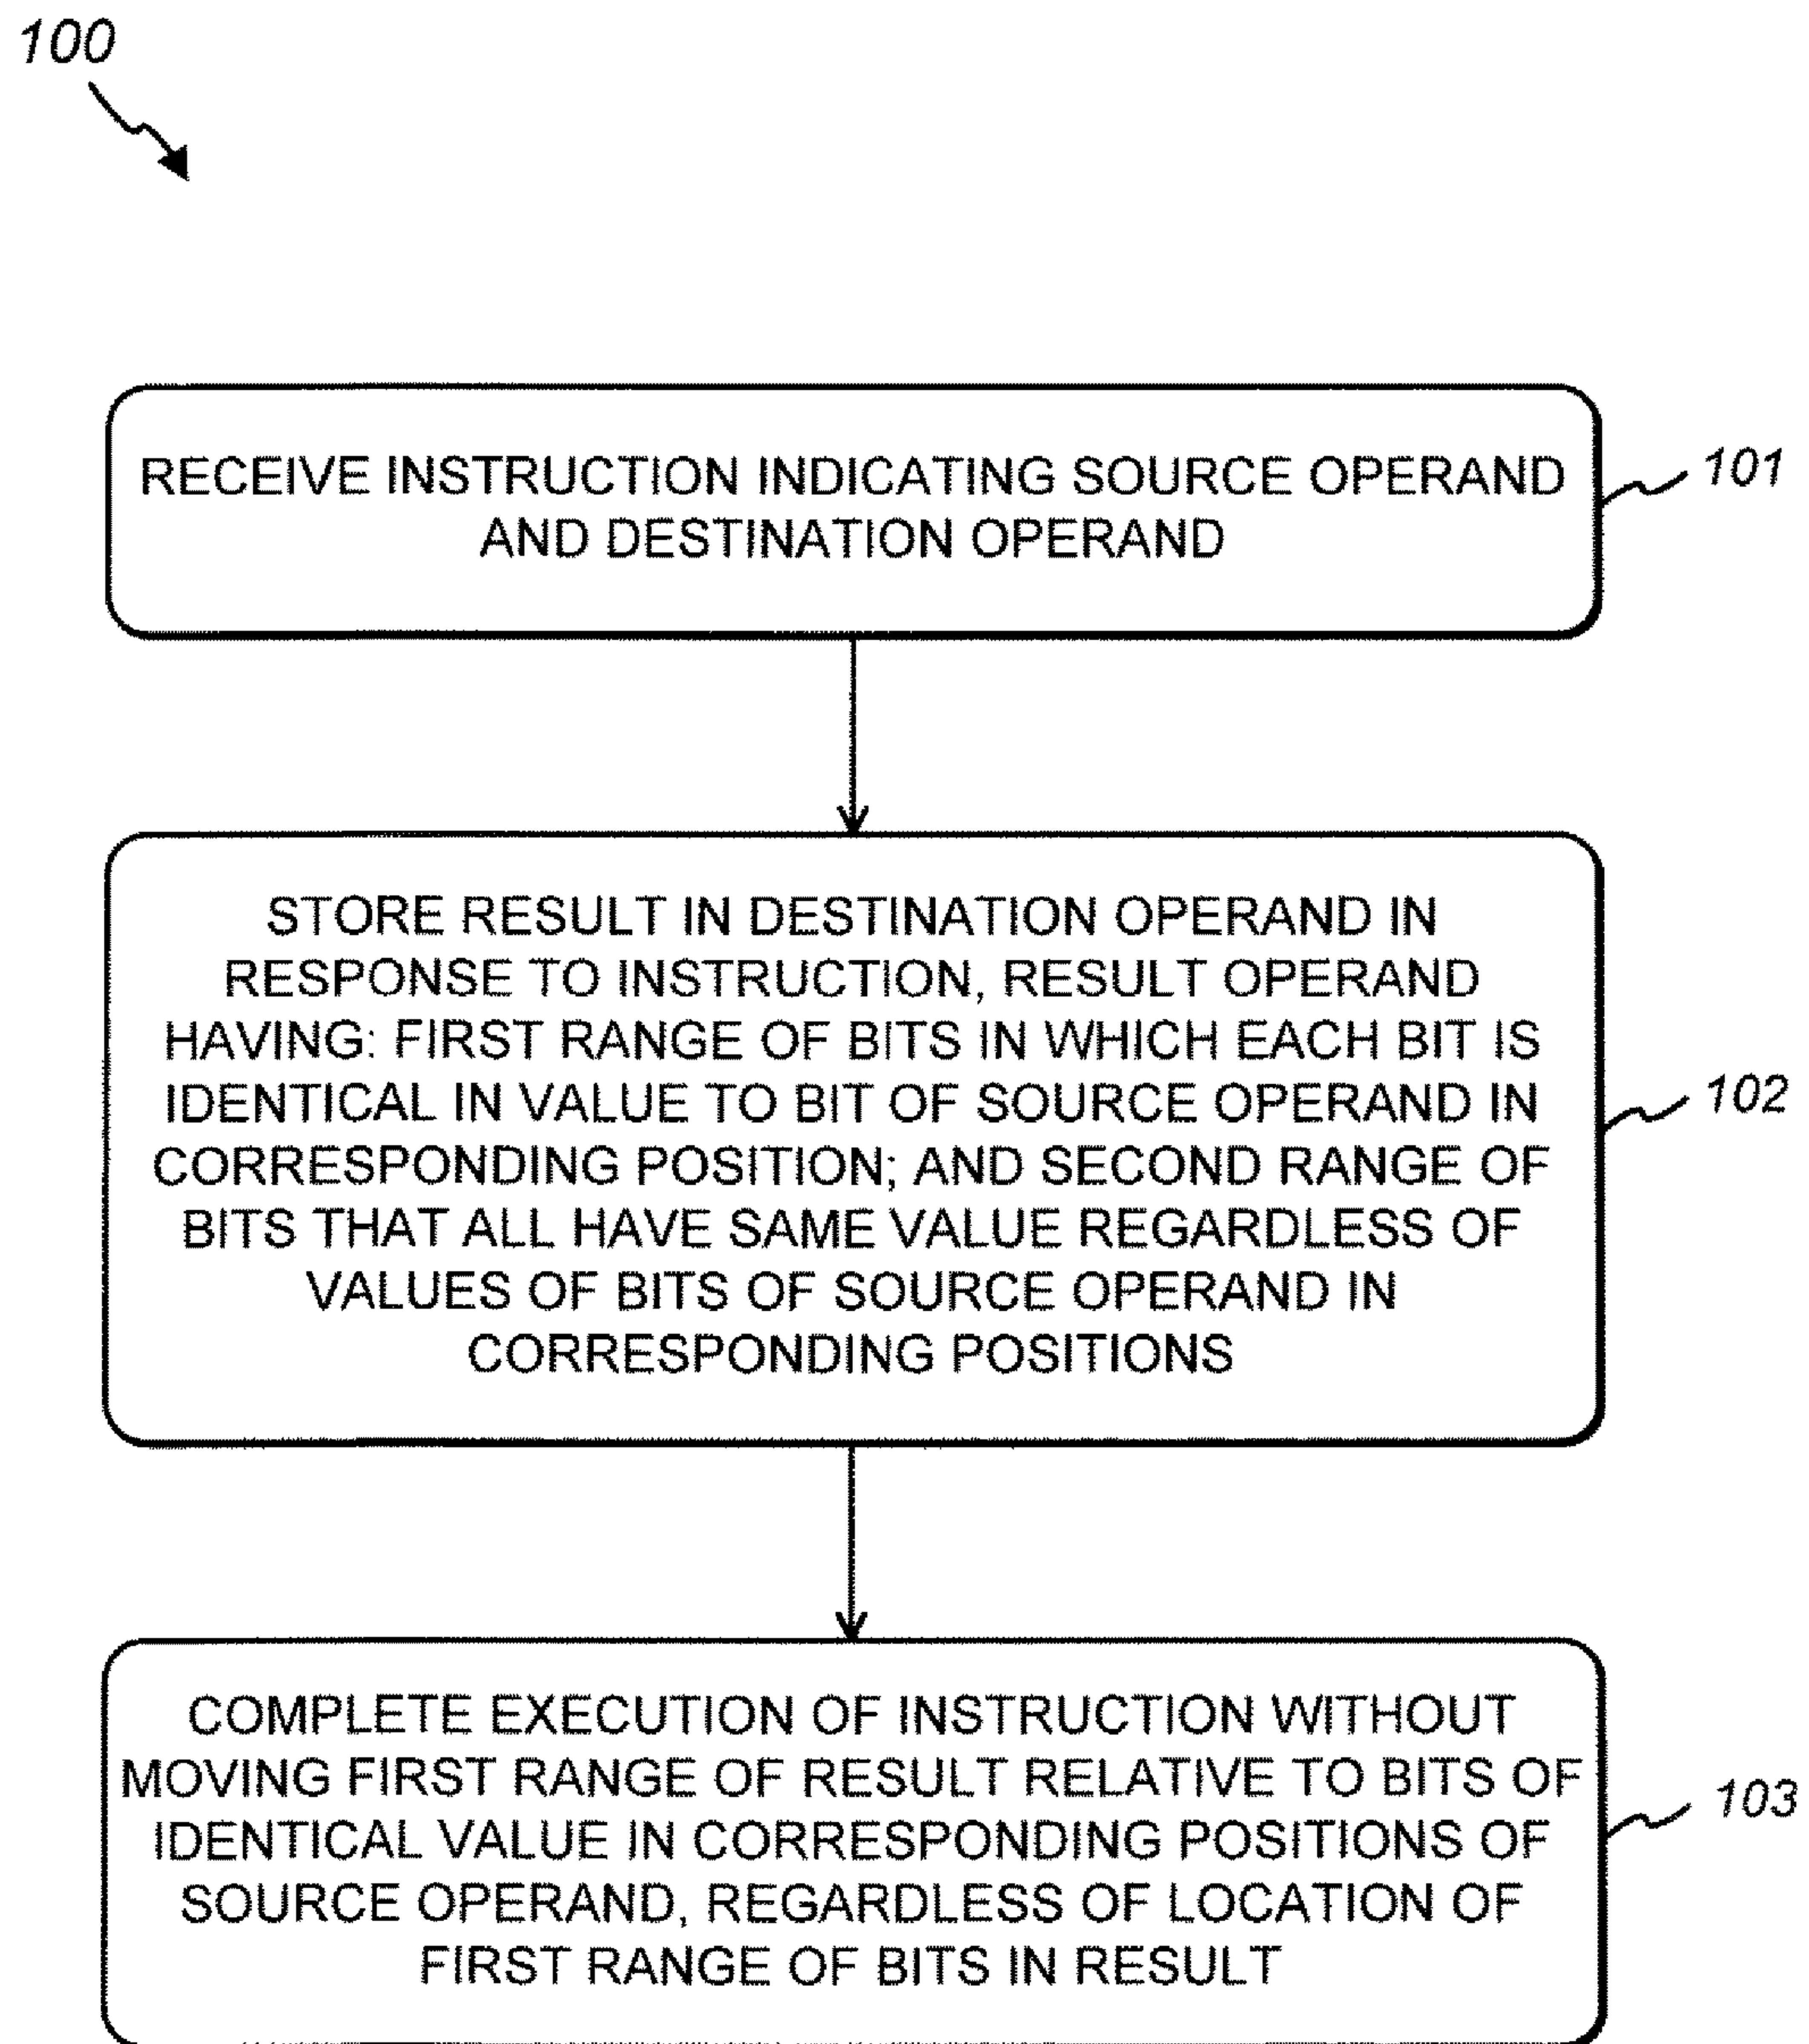 100
RECEIVE INSTRUCTION INDICATING SOURCE OPERAND
AND DESTINATION OPERAND
101
STORE RESULT IN DESTINATION OPERAND IN
RESPONSE TO INSTRUCTION, RESULT OPERAND
HAVING: FIRST RANGE OF BITS IN WHICH EACH BIT IS
IDENTICAL IN VALUE TO BIT OF SOURCE OPERAND IN
CORRESPONDING POSITION; AND SECOND RANGE OF
BITS THAT ALL HAVE SAME VALUE REGARDLESS OF
VALUES OF BITS OF SOURCE OPERAND IN
CORRESPONDING POSITIONS
102
COMPLETE EXECUTION OF INSTRUCTION WITHOUT
MOVING FIRST RANGE OF RESULT RELATIVE TO BITS OF
IDENTICAL VALUE IN CORRESPONDING POSITIONS OF
SOURCE OPERAND, REGARDLESS OF LOCATION OF
FIRST RANGE OF BITS IN RESULT
103